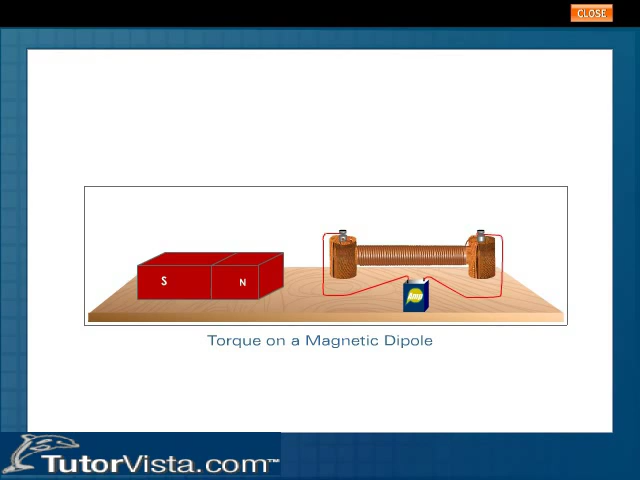 CLOSE
S
N
Amp
Torque on a Magnetic Dipole
TutorVista.com™